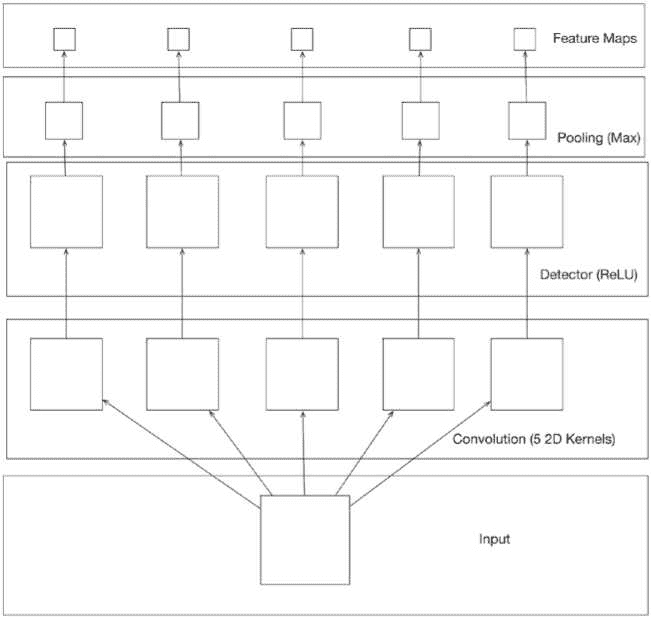 Feature Maps
Pooling (Max)
Detector (ReLU)
Convolution (5 2D Kernels)
Input